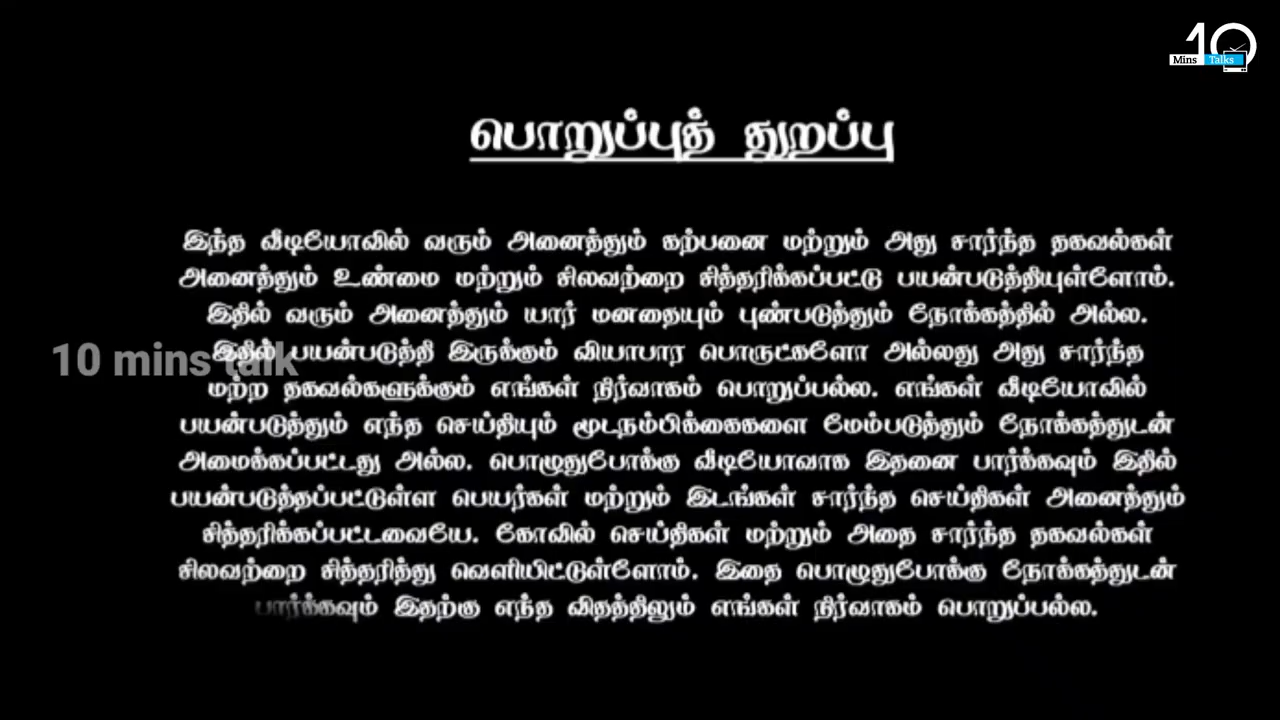 10
Mins Talks
பொறுப்புத் துறப்பு
இந்த வீடியோவில் வரும் அனைத்தும் கற்பனை மற்றும் அது சார்ந்த தகவல்கள்
அனைத்தும் உண்மை மற்றும் சிலவற்றை சித்தரிக்கப்பட்டு பயன்படுத்தியுள்ளோம்.
இதில் வரும் அனைத்தும் யார் மனதையும் புண்படுத்தும் நோக்கத்தில் அல்ல.
10 mins talk
இதில் பயன்படுத்தி இருக்கும் வியாபார பொருட்களோ அல்லது அது சார்ந்த
மற்ற தகவல்களுக்கும் எங்கள் நிர்வாகம் பொறுப்பல்ல. எங்கள் வீடியோவில்
பயன்படுத்தும் எந்த செய்தியும் மூடநம்பிக்கைகளை மேம்படுத்தும் நோக்கத்துடன்
அமைக்கப்பட்டது அல்ல. பொழுதுபோக்கு வீடியோவாக இதனை பார்க்கவும் இதில்
பயன்படுத்தப்பட்டுள்ள பெயர்கள் மற்றும் இடங்கள் சார்ந்த செய்திகள் அனைத்தும்
சித்தரிக்கப்பட்டவையே. கோவில் செய்திகள் மற்றும் அதை சார்ந்த தகவல்கள்
சிலவற்றை சித்தரித்து வெளியிட்டுள்ளோம். இதை பொழுதுபோக்கு நோக்கத்துடன்
பார்க்கவும் இதற்கு எந்த விதத்திலும் எங்கள் நிர்வாகம் பொறுப்பல்ல.